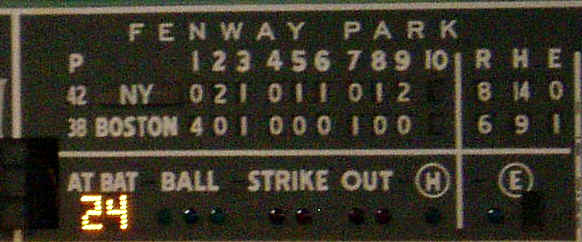 FENWAY PARK
P 1 2 3 4 5 6 7 8 9 10 R H E
42 NY 0 2 1 0 1 1 0 1 2 8 14 0
38 BOSTON 4 0 1 0 0 0 1 0 0 6 9 1
AT BAT BALL STRIKE OUT H E
24